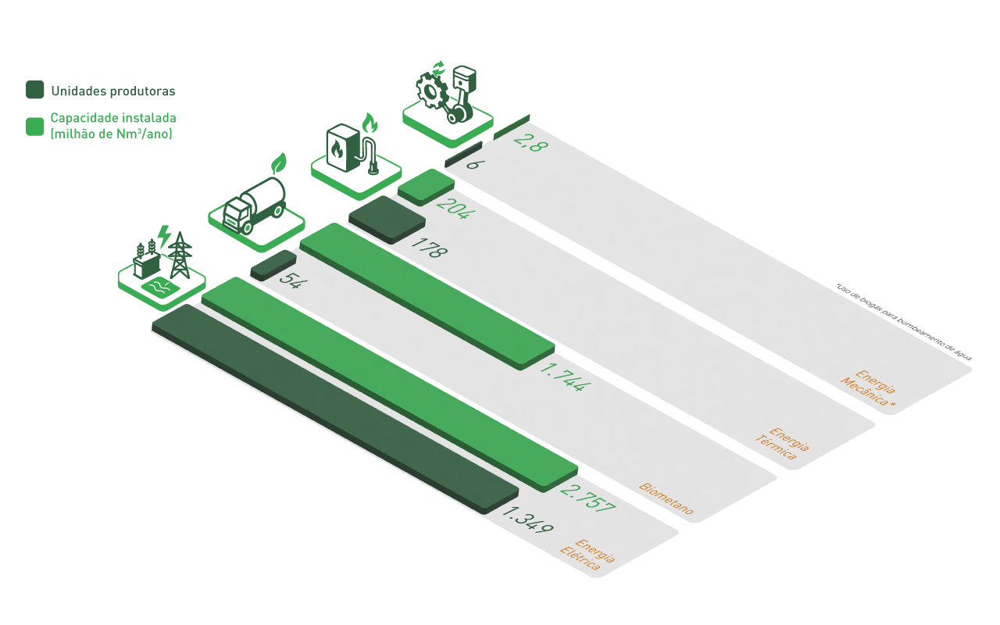 Unidades produtoras
Capacidade instalada
(milhão de Nm³/ano)
2,8
6
204
178
1.744
54
2.757
1.349
*Uso de biogás para bombeamento de água
Energia
Mecânica*
Energia
Térmica
Biometano
Energia
Elétrica